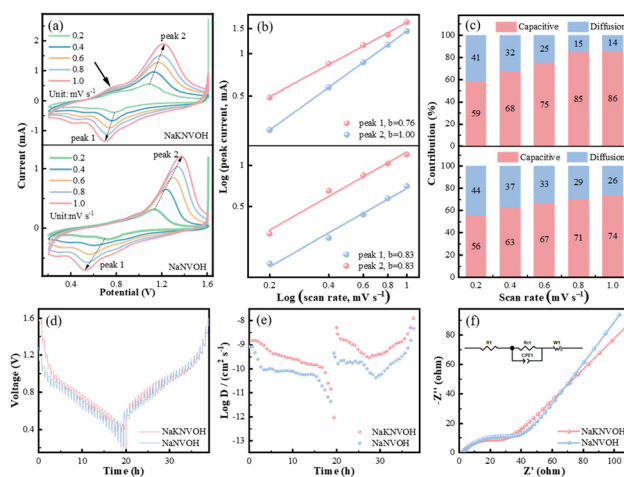 (a)
0.2
0.4
0.6
0.8
1.0
Unit: mV s⁻¹
peak 2
peak 1
NaKNVOH
2
1
0
-1
0.2
0.4
0.6
0.8
1.0
Unit:mV s⁻¹
peak 2
peak 1
NaNVOH
1
0
0.4 0.8 1.2 1.6
Potential (V)
Current (mA)
(b)
1.5
1
0.5
peak 1, b=0.76
peak 2, b=1.00
0.5
peak 1, b=0.83
peak 2, b=0.83
0.2 0.4 0.6 0.8 1
Log (scan rate, mV s⁻¹)
Log (peak current, mA)
(c)
Capacitive Diffusion
100
80
60
40
20
0
41 32 25 15 14
59 68 75 85 86
Capacitive Diffusion
100
80
60
40
20
0
44 37 33 29 26
56 63 67 71 74
0.2 0.4 0.6 0.8 1.0
Scan rate (mV s⁻¹)
Contribution (%)
(d)
1.6
1.2
0.8
0.4
NaKNVOH
NaNVOH
0 10 20 30
Time (h)
Voltage (V)
(e)
-8
-9
-10
-11
-12
-13
NaKNVOH
NaNVOH
0 10 20 30
Time (h)
Log D / (cm² s⁻¹)
(f)
-80
-60
-40
-20
0
R1
Rct
W1
CPE1
NaKNVOH
NaNVOH
0 20 40 60 80 100
Z' (ohm)
-Z'' (ohm)